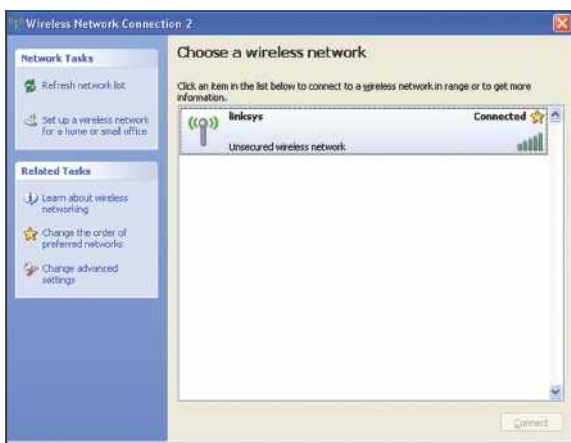 Wireless Network Connection 2
Network Tasks
Refresh network list
Set up a wireless network
for a home or small office
Related Tasks
Learn about wireless
networking
Change the order of
preferred networks
Change advanced
settings
Choose a wireless network
Click an item in the list below to connect to a wireless network in range or to get more
information.
linksys
Connected
Unsecured wireless network
Connect